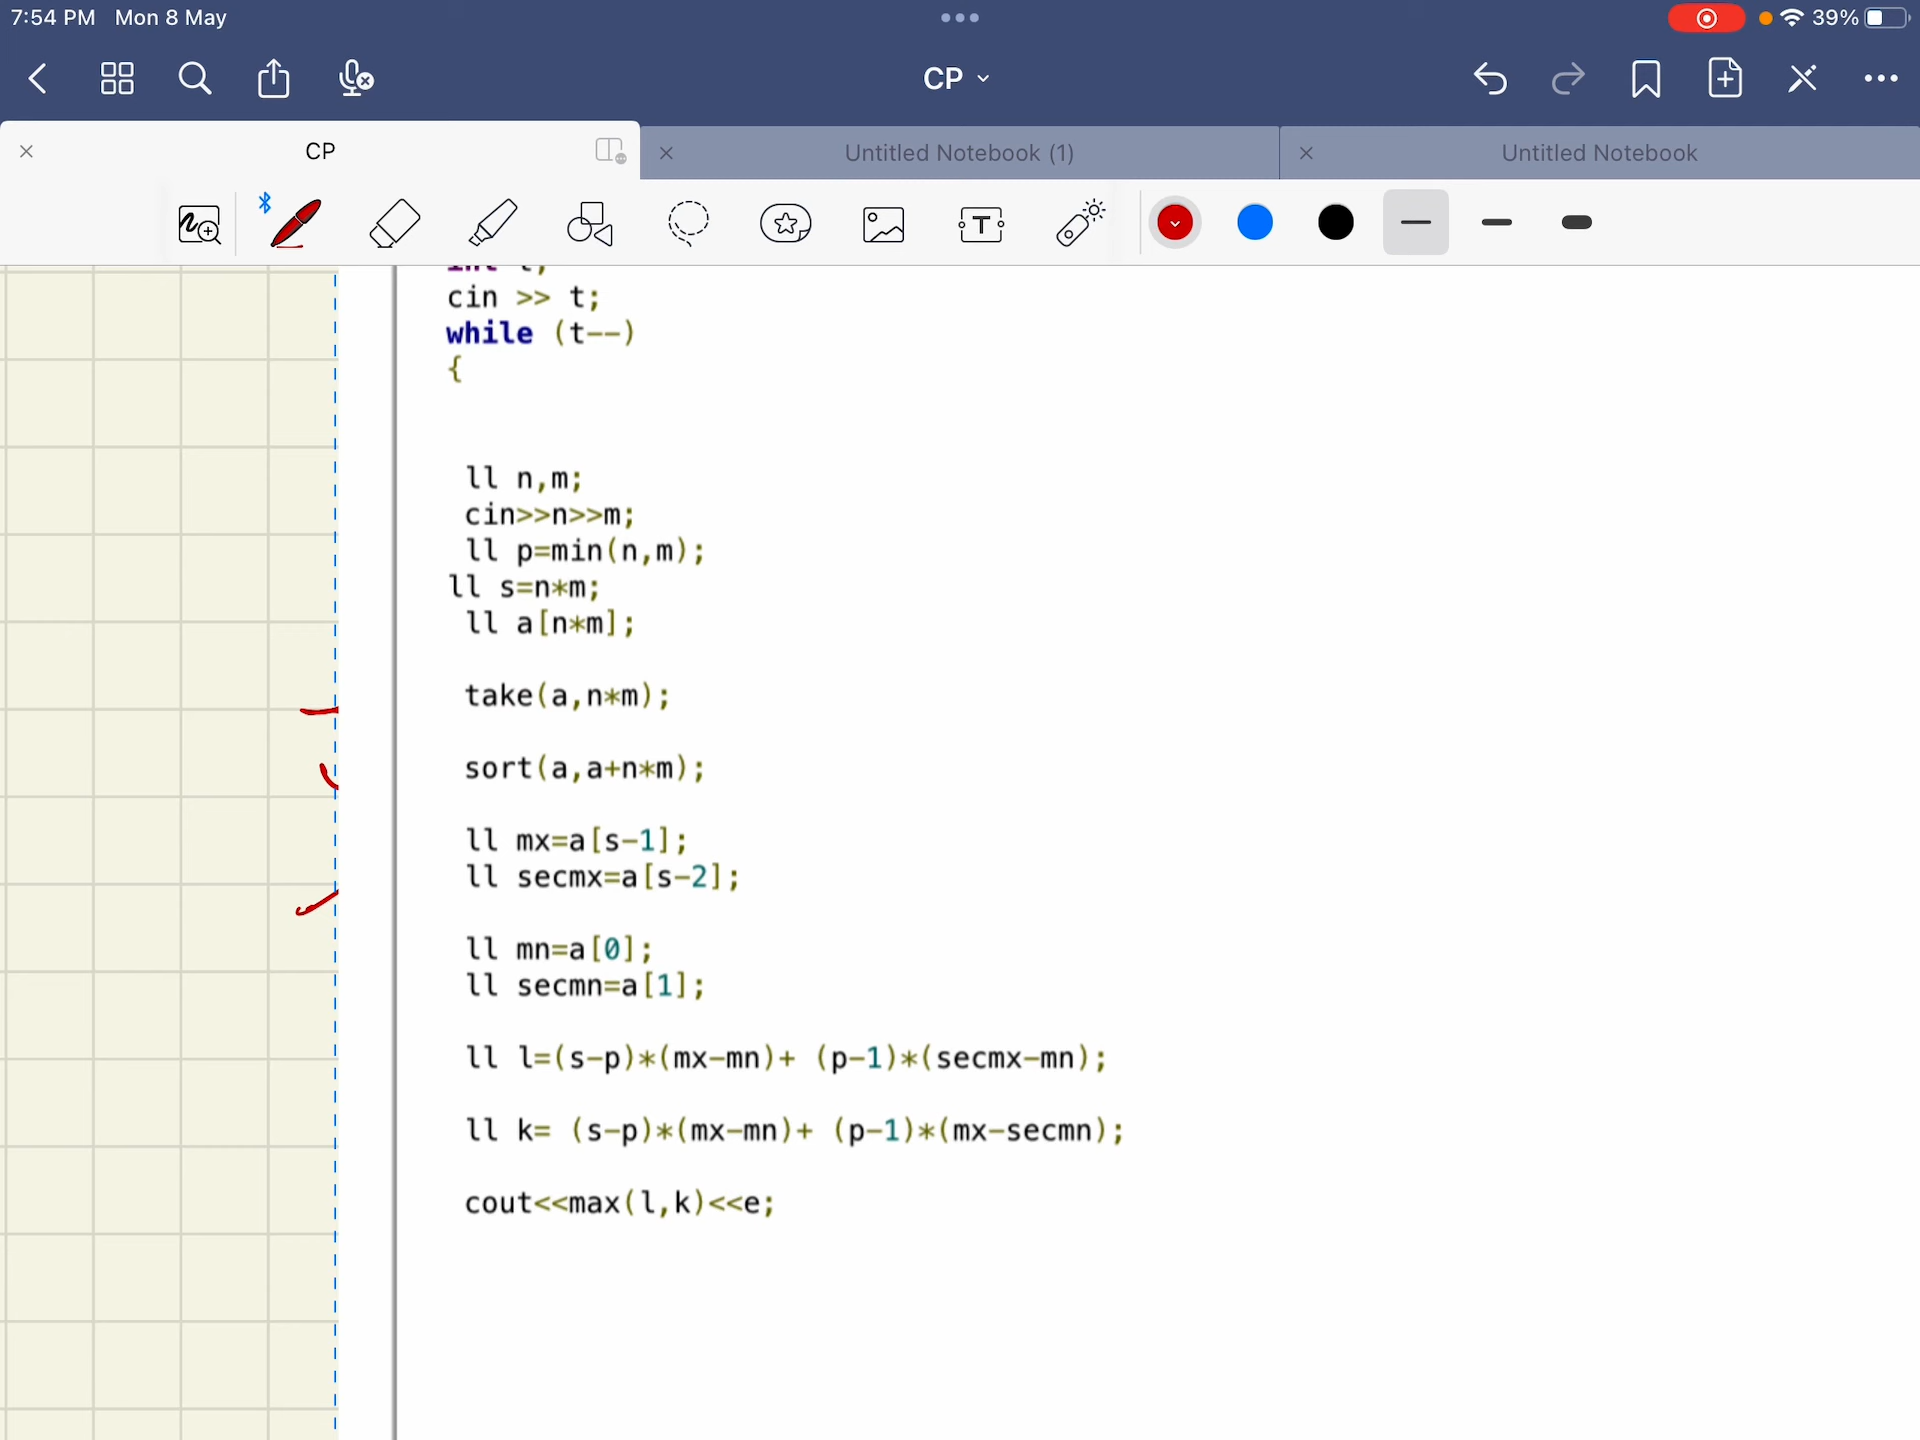 7:54 PM Mon 8 May
39%
CP
CP
Untitled Notebook (1)
Untitled Notebook
T
int t;
cin >> t;
while (t--)
{
ll n,m;
cin>>n>>m;
ll p=min(n,m);
ll s=n*m;
ll a[n*m];
take(a,n*m);
sort(a,a+n*m);
ll mx=a[s-1];
ll secmx=a[s-2];
ll mn=a[0];
ll secmn=a[1];
ll l=(s-p)*(mx-mn)+ (p-1)*(secmx-mn);
ll k= (s-p)*(mx-mn)+ (p-1)*(mx-secmn);
cout<<max(l,k)<<e;